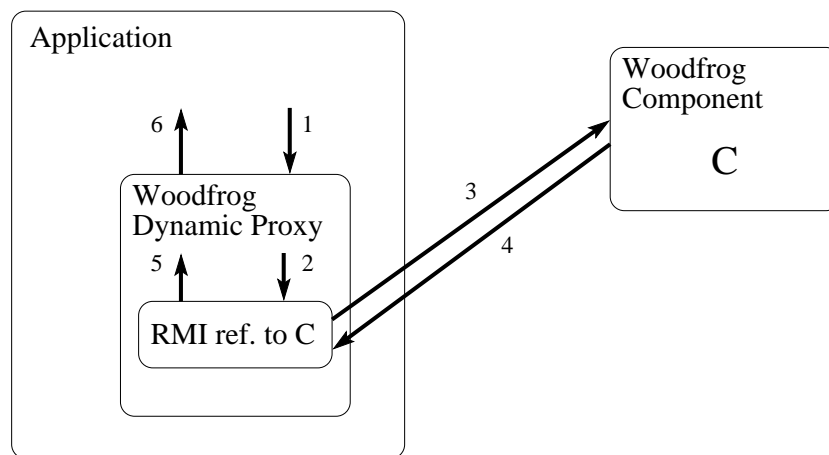 Application
Woodfrog
Component
C
6
1
3
4
Woodfrog
Dynamic Proxy
5
2
RMI ref. to C